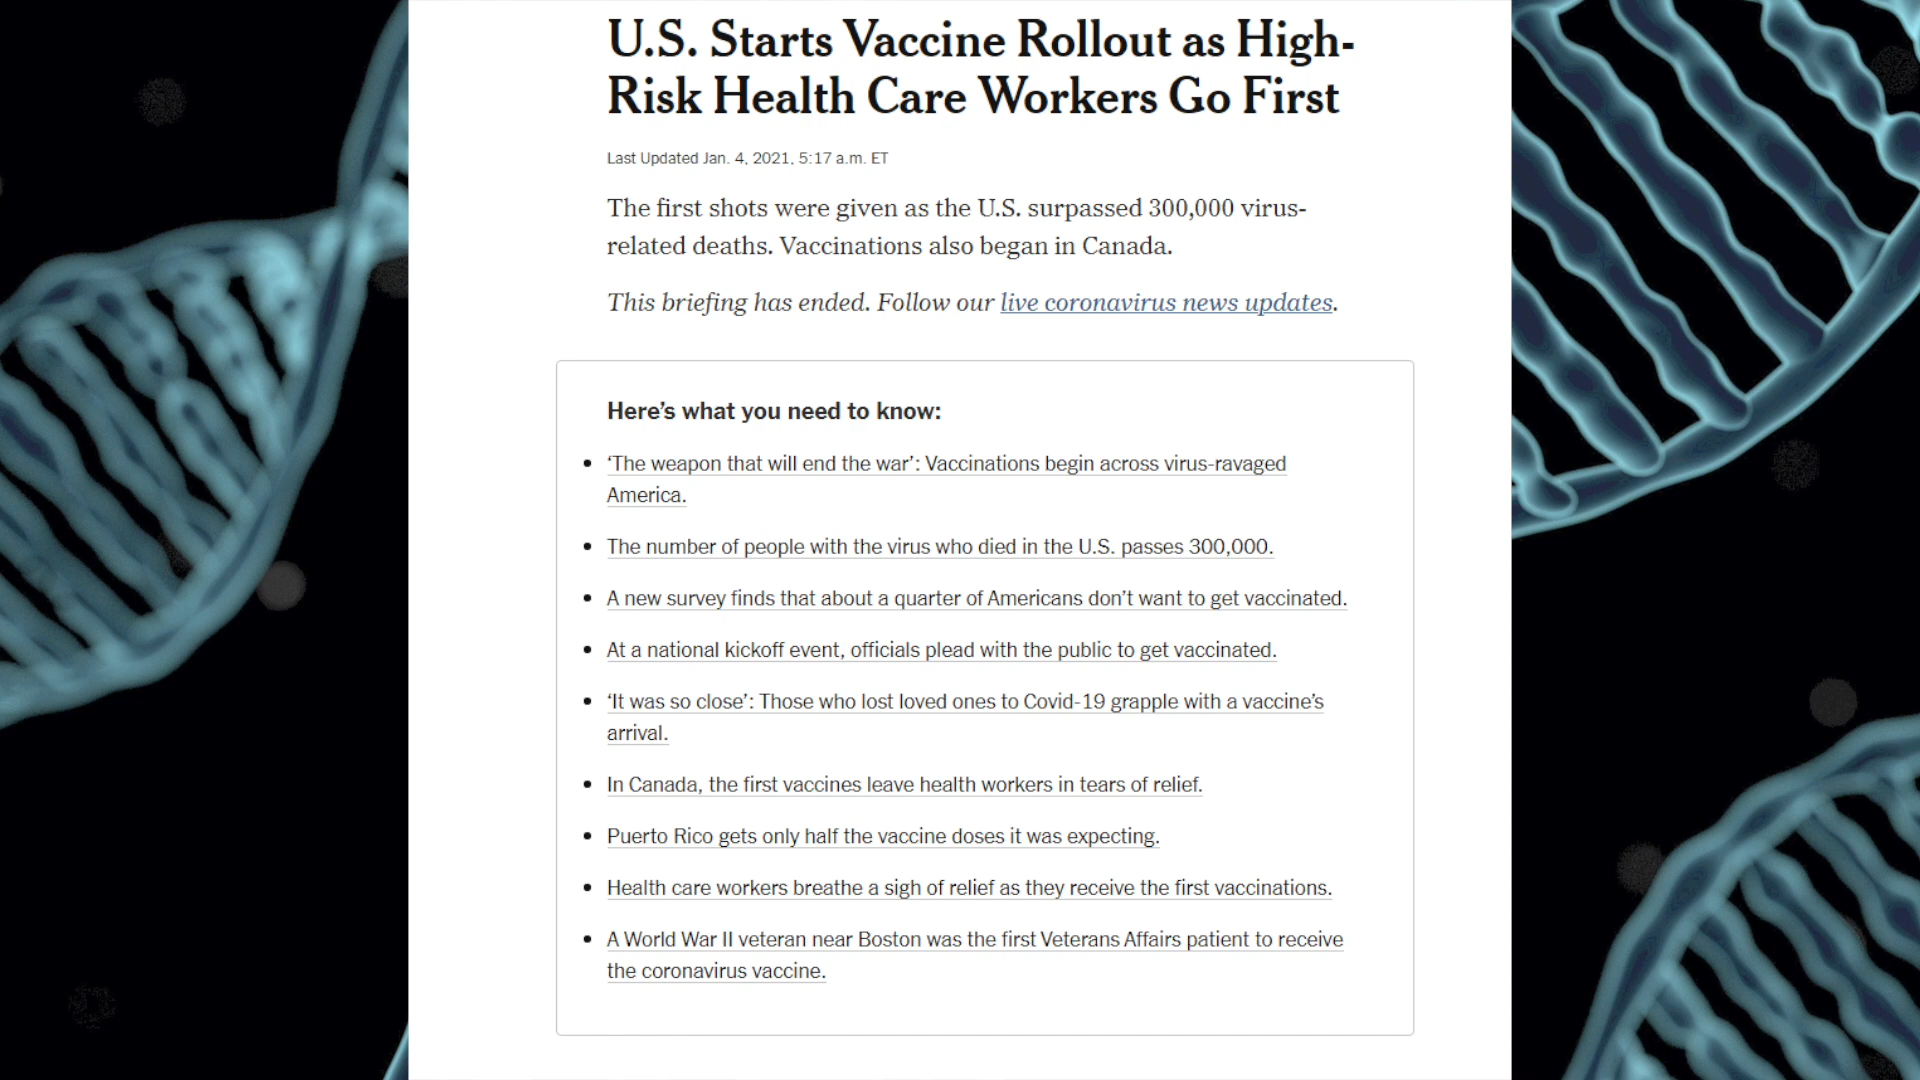 U.S. Starts Vaccine Rollout as High-
Risk Health Care Workers Go First
Last Updated Jan. 4, 2021, 5:17 a.m. ET
The first shots were given as the U.S. surpassed 300,000 virus-
related deaths. Vaccinations also began in Canada.
This briefing has ended. Follow our live coronavirus news updates.
Here’s what you need to know:
• ‘The weapon that will end the war’: Vaccinations begin across virus-ravaged
America.
• The number of people with the virus who died in the U.S. passes 300,000.
• A new survey finds that about a quarter of Americans don’t want to get vaccinated.
• At a national kickoff event, officials plead with the public to get vaccinated.
• ‘It was so close’: Those who lost loved ones to Covid-19 grapple with a vaccine’s
arrival.
• In Canada, the first vaccines leave health workers in tears of relief.
• Puerto Rico gets only half the vaccine doses it was expecting.
• Health care workers breathe a sigh of relief as they receive the first vaccinations.
• A World War II veteran near Boston was the first Veterans Affairs patient to receive
the coronavirus vaccine.